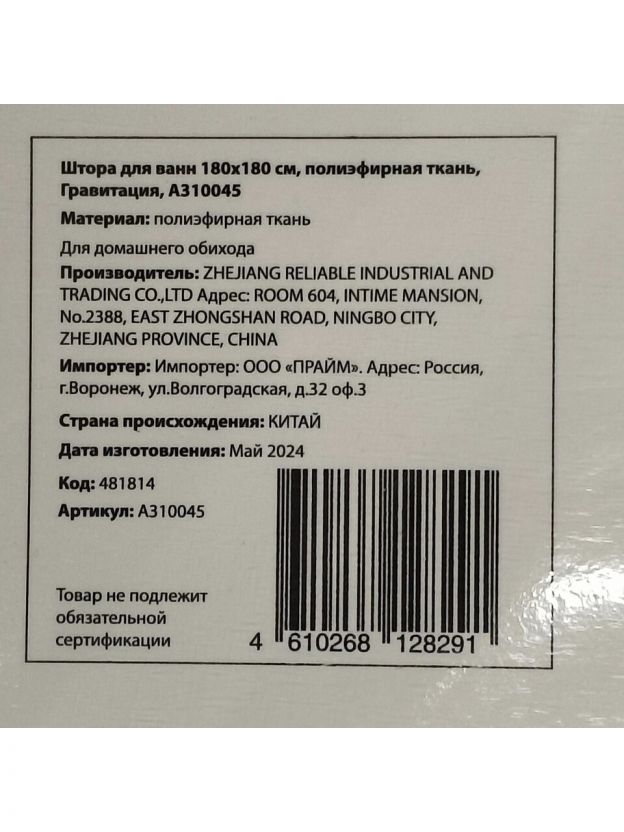 Штора для ванн 180х180 см, полиэфирная ткань,
Гравитация, А310045
Материал: полиэфирная ткань
Для домашнего обихода
Производитель: ZHEJIANG RELIABLE INDUSTRIAL AND
TRADING CO.,LTD Адрес: ROOM 604, INTIME MANSION,
No.2388, EAST ZHONGSHAN ROAD, NINGBO CITY,
ZHEJIANG PROVINCE, CHINA
Импортер: Импортер: ООО «ПРАЙМ». Адрес: Россия,
г.Воронеж, ул.Волгоградская, д.32 оф.3
Страна происхождения: КИТАЙ
Дата изготовления: Май 2024
Код: 481814
Артикул: А310045
Товар не подлежит
обязательной
сертификации
4 610268 128291